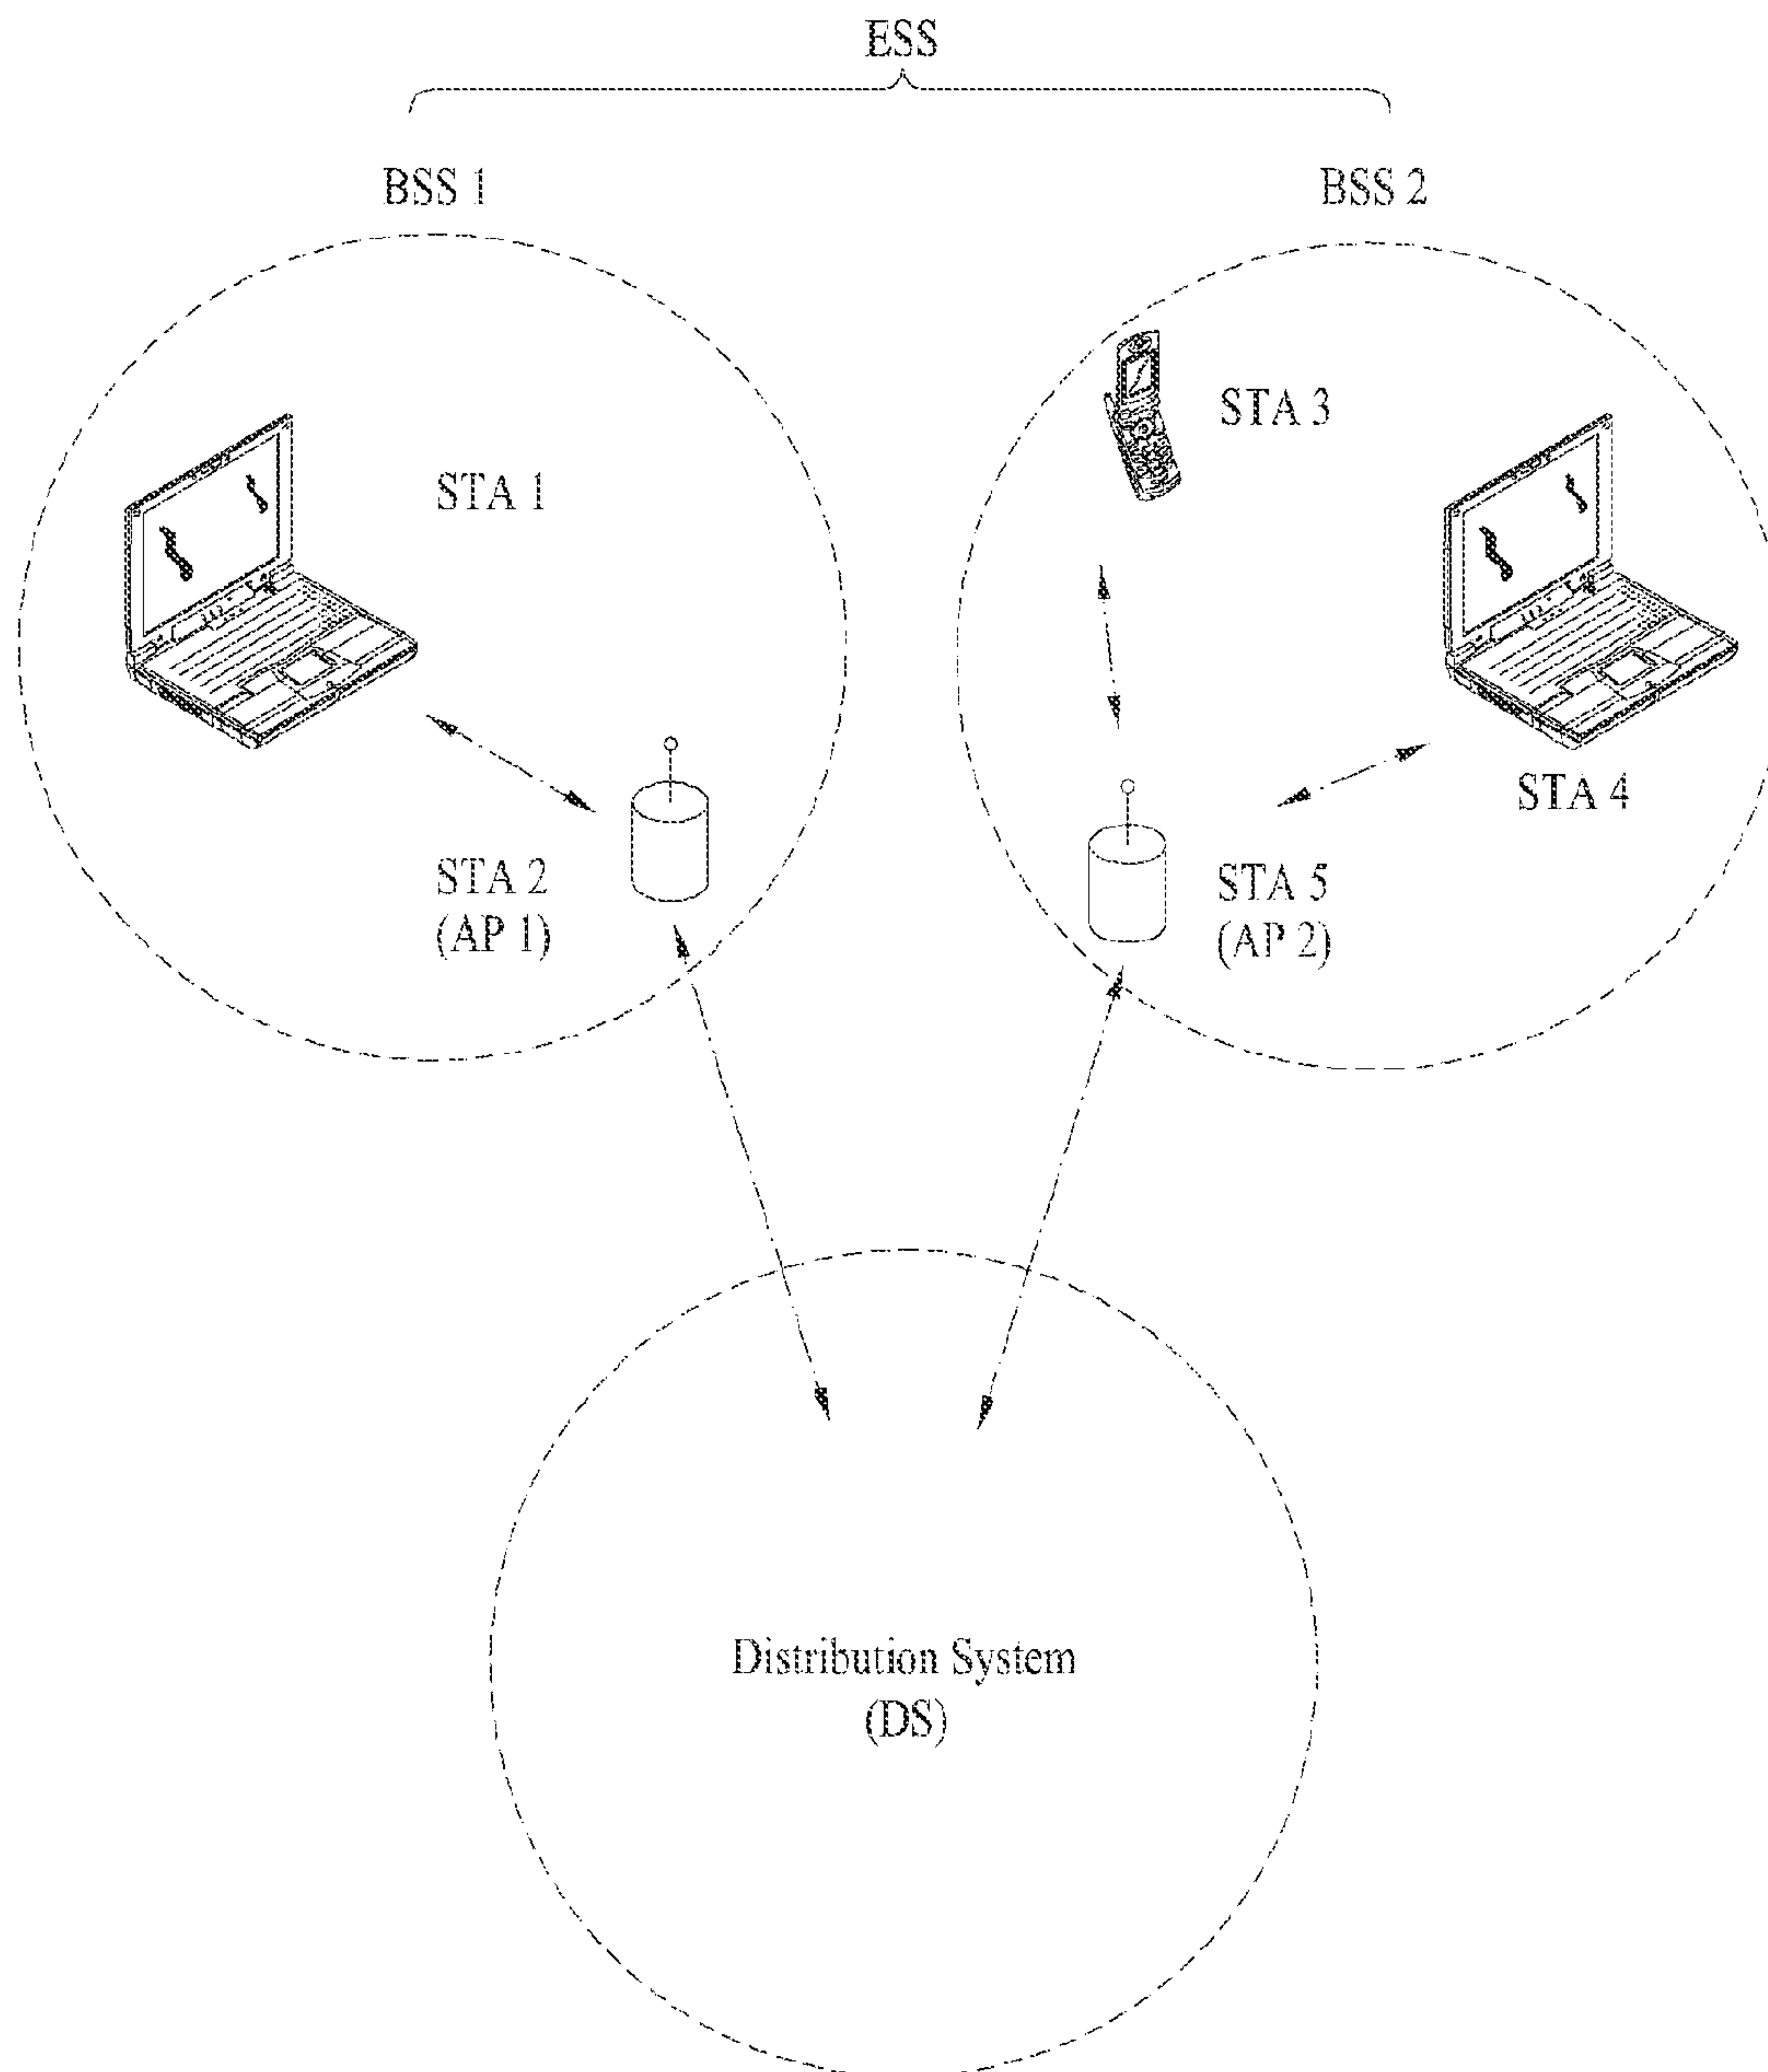 ESS
BSS 1
BSS 2
STA 1
STA 3
STA 4
STA 2
(AP 1)
STA 5
(AP 2)
Distribution System
(DS)